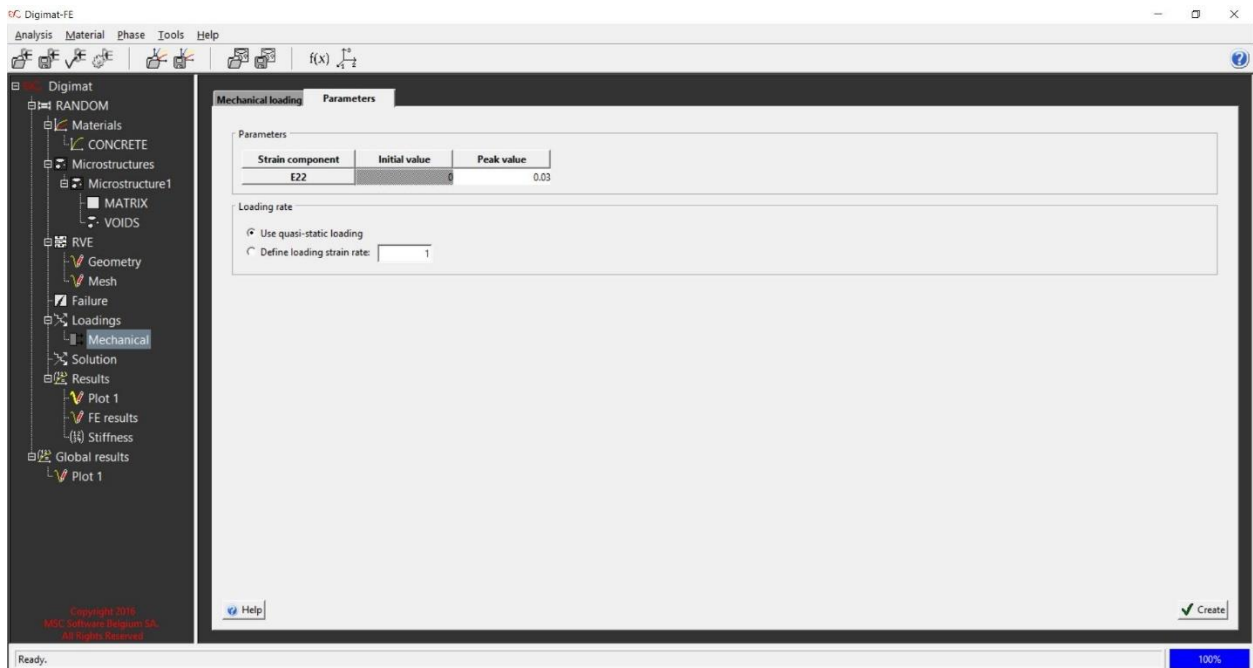 Digimat-FE
Analysis Material Phase Tools Help
f(x)
Digimat
RANDOM
Materials
CONCRETE
Microstructures
Microstructure1
MATRIX
VOIDS
RVE
Geometry
Mesh
Failure
Loadings
Mechanical
Solution
Results
Plot 1
FE results
Stiffness
Global results
Plot 1
Copyright 2016
MSC Software Belgium SA.
All Rights Reserved
Mechanical loading Parameters
Parameters
Strain component Initial value Peak value
E22 0 0.03
Loading rate
Use quasi-static loading
Define loading strain rate: 1
Help
Create
Ready. 100%